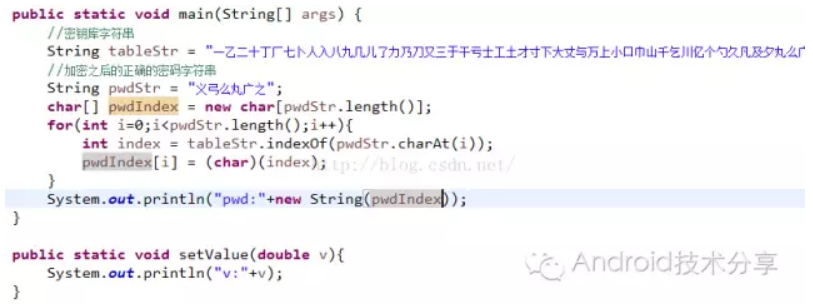 public static void main(String[] args) {
//密钥库字符串
String tableStr = "一乙二十丁厂七卜人入八九几儿了力乃刀又三于干亏士工土才寸下大丈与万上小口巾山千乞川亿个勺久凡及夕丸么广
//加密之后的正确的密码字符串
String pwdStr = "义弓么丸广之";
char[] pwdIndex = new char[pwdStr.length()];
for(int i=0;i<pwdStr.length();i++){
int index = tableStr.indexOf(pwdStr.charAt(i));
pwdIndex[i] = (char)(index);
http://blog.csdn.net/
}
System.out.println("pwd:"+new String(pwdIndex));
}
public static void setValue(double v){
System.out.println("v:"+v);
}
Android技术分享